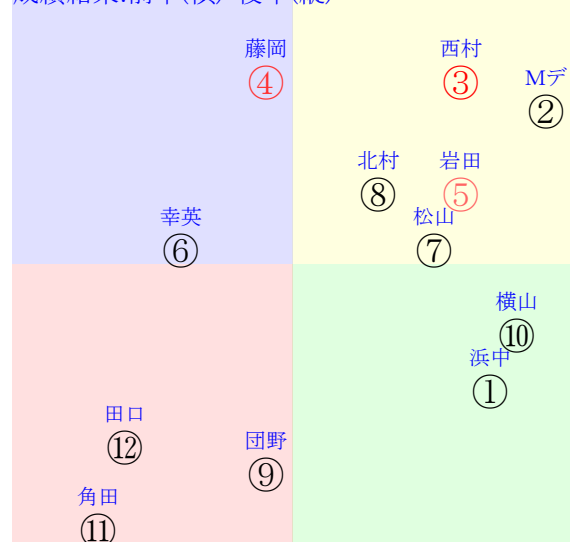 藤岡
④
西村
③
Mデ
②
北村
⑧
岩田
⑤
幸英
⑥
松山
⑦
横山
⑩
浜中
①
田口
⑫
団野
⑨
角田
⑪